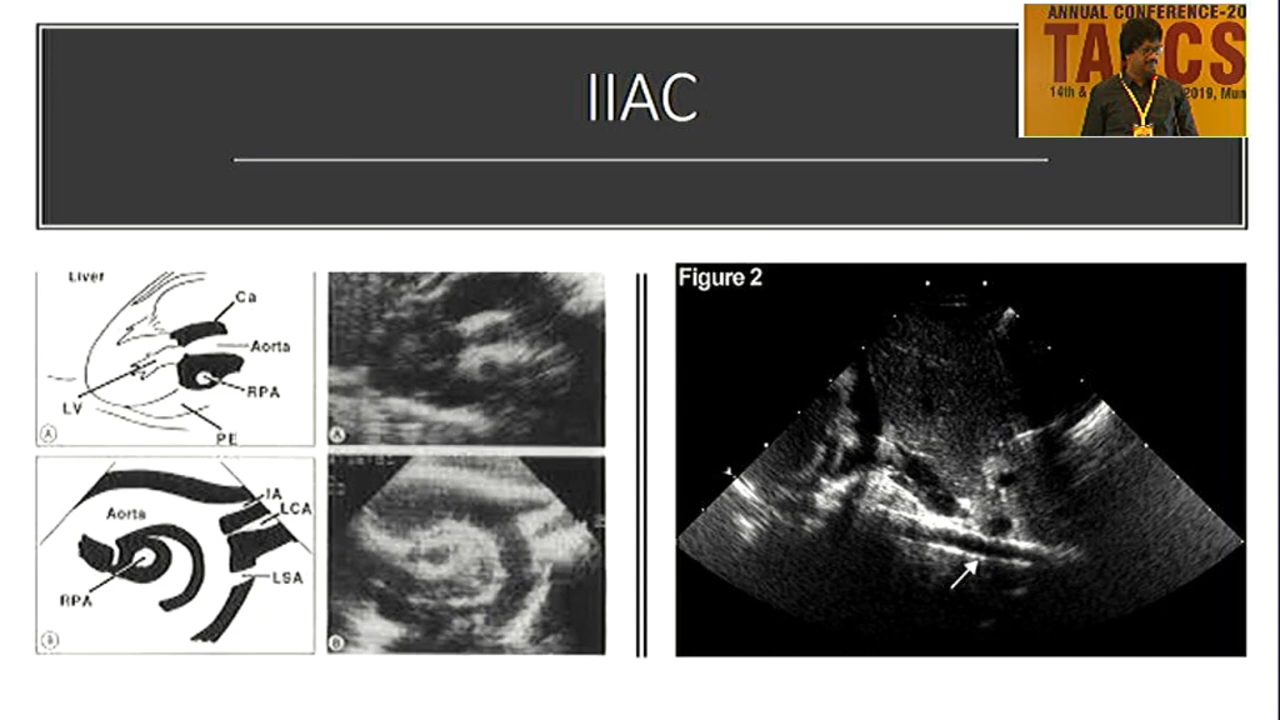 IIAC
ANNUAL CONFERENCE-20
TA CS
14th &
2019, Mum
Liver
Ca
Aorta
RPA
LV
PE
A
A
IA
LCA
Aorta
LSA
RPA
B
B
Figure 2